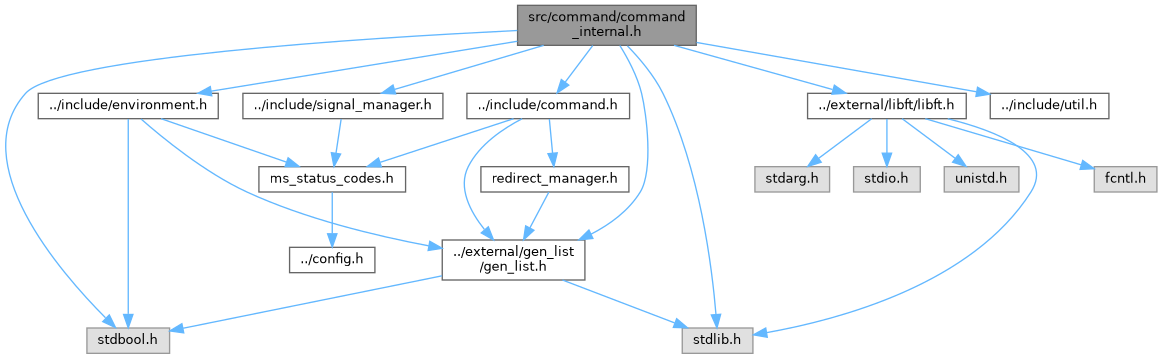 src/command/command
_internal.h
../include/environment.h
../include/signal_manager.h
../include/command.h
../external/libft/libft.h
../include/util.h
ms_status_codes.h
redirect_manager.h
stdarg.h
stdio.h
unistd.h
fcntl.h
../config.h
../external/gen_list
/gen_list.h
stdbool.h
stdlib.h